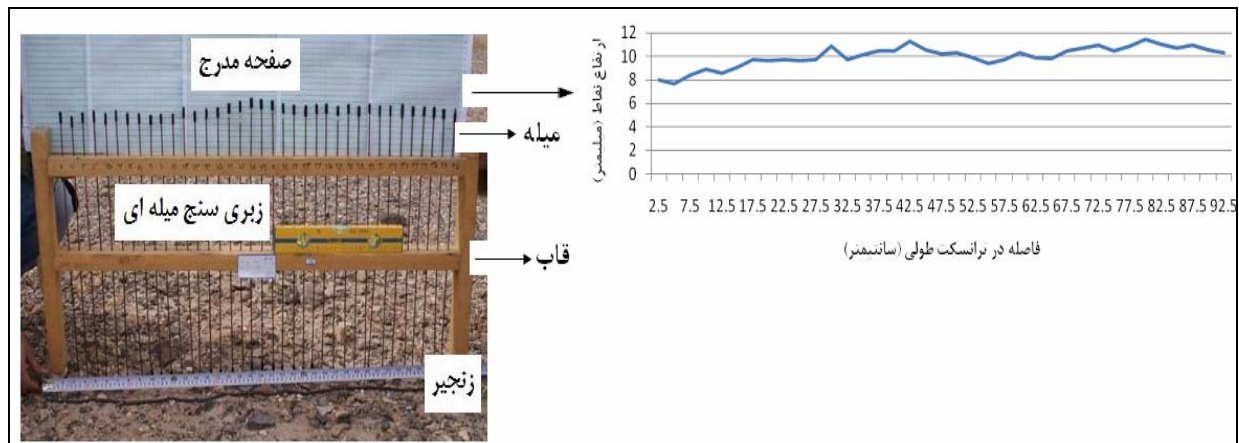 صفحه مدرج
میله
زبری سنج میله ای
قاب
زنجیر
ارتفاع نقاط (میلیمتر)
12
10
8
6
4
2
0
2.5 7.5 12.5 17.5 22.5 27.5 32.5 37.5 42.5 47.5 52.5 57.5 62.5 67.5 72.5 77.5 82.5 87.5 92.5
فاصله در ترانسکت طولی (سانتیمتر)